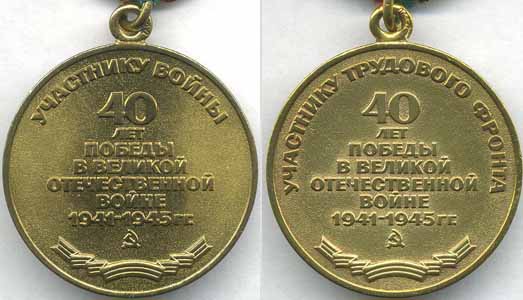 УЧАСТНИКУ ВОЙНЫ
40
ЛЕТ
ПОБЕДЫ
В ВЕЛИКОЙ
ОТЕЧЕСТВЕННОЙ
ВОЙНЕ
1941-1945 ГГ.
УЧАСТНИКУ ТРУДОВОГО ФРОНТА
40
ЛЕТ
ПОБЕДЫ
В ВЕЛИКОЙ
ОТЕЧЕСТВЕННОЙ
ВОЙНЕ
1941-1945 ГГ.